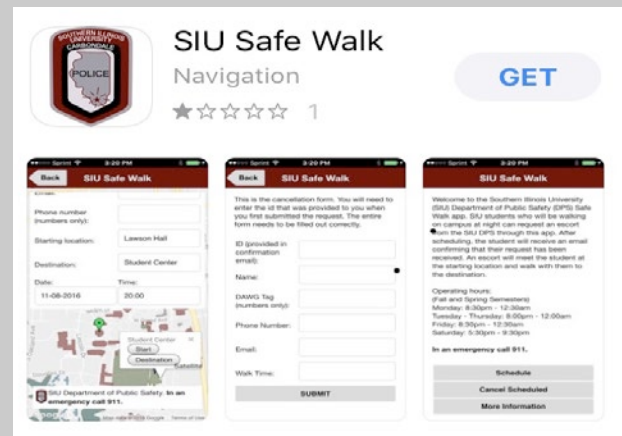 SOUTHERN ILLINOIS
UNIVERSITY
CARBONDALE
POLICE
SIU Safe Walk
Navigation
GET
1
Sprint 3:20 PM
Back SIU Safe Walk
Email:
Phone number
(numbers only):
Starting location: Lawson Hall
Destination: Student Center
Date: Time:
11-08-2016 20:00
Student Center
Start
Destination
Satellite
SIU Department of Public Safety. In an
emergency call 911.
Terms of Use
Sprint 3:20 PM
Back SIU Safe Walk
This is the cancellation form. You will need to
enter the id that was provided to you when
you first submitted the request. The entire
form needs to be filled out correctly.
ID (provided in
confirmation
email):
Name:
DAWG Tag
(numbers only):
Phone Number:
Email:
Walk Time:
SUBMIT
Sprint 3:20 PM
SIU Safe Walk
Welcome to the Southern Illinois University
(SIU) Department of Public Safety (DPS) Safe
Walk app. SIU students who will be walking
on campus at night can request an escort
from the SIU DPS through this app. After
scheduling, the student will receive an email
confirming that their request has been
received. An escort will meet the student at
the starting location and walk with them to
the destination.
Operating hours:
(Fall and Spring Semesters)
Monday: 8:30pm - 12:30am
Tuesday - Thursday: 8:00pm - 12:00am
Friday: 8:30pm - 12:30am
Saturday: 5:30pm - 9:30pm
In an emergency call 911.
Schedule
Cancel Scheduled
More Information